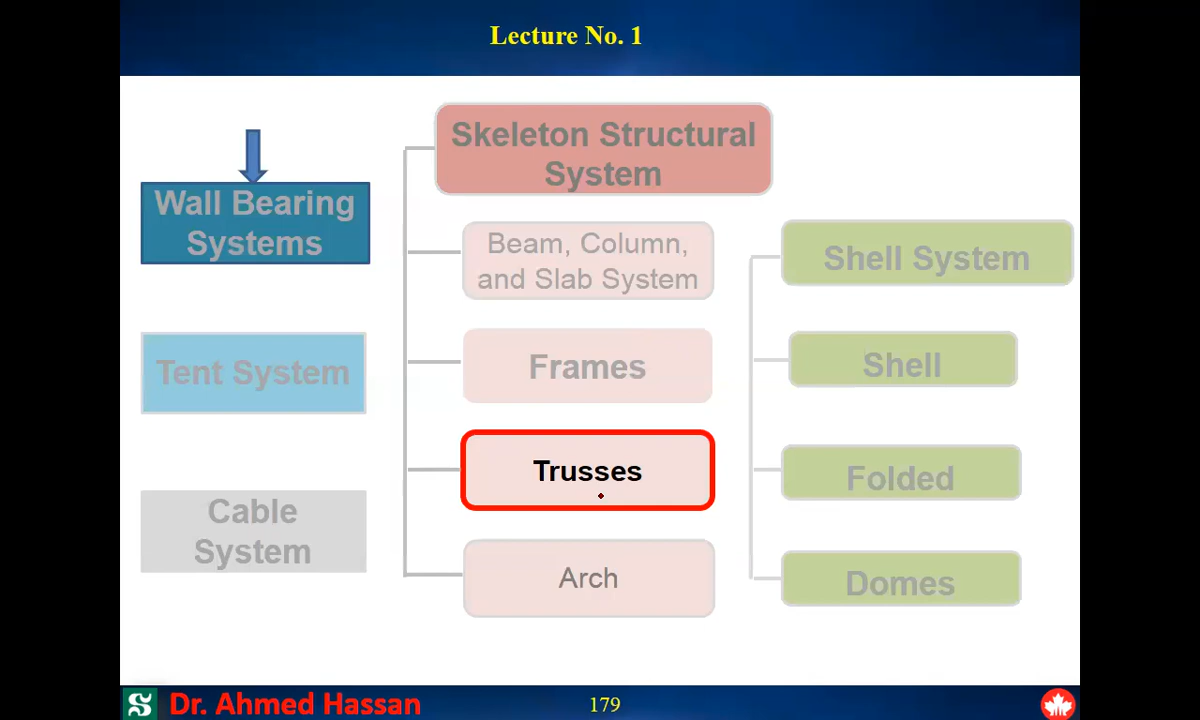 Lecture No. 1
Wall Bearing
Systems
Tent System
Cable
System
Skeleton Structural
System
Beam, Column,
and Slab System
Frames
Trusses
Arch
Shell System
Shell
Folded
Domes
Dr. Ahmed Hassan
179